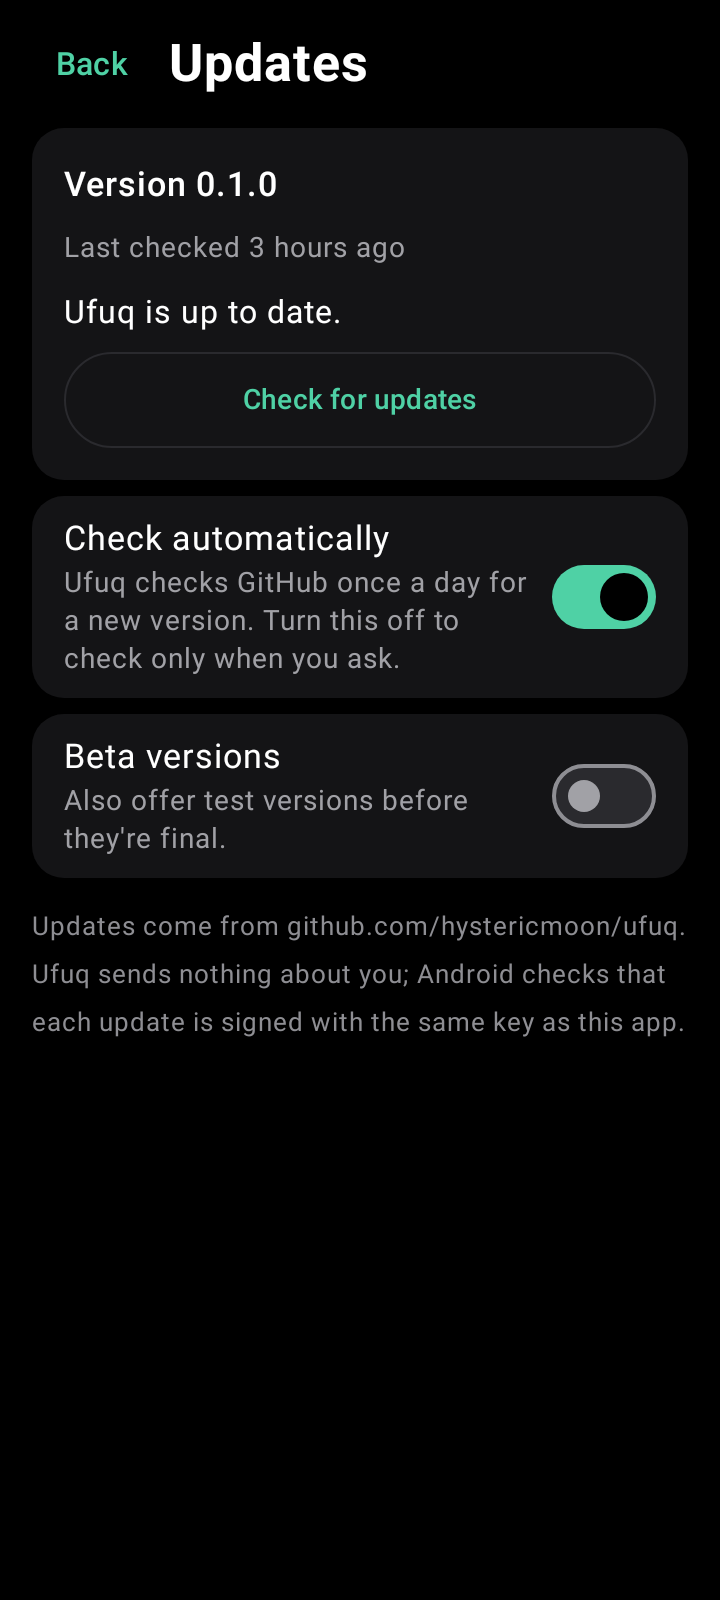 Back Updates
Version 0.1.0
Last checked 3 hours ago
Ufuq is up to date.
Check for updates
Check automatically
Ufuq checks GitHub once a day for
a new version. Turn this off to
check only when you ask.
Beta versions
Also offer test versions before
they're final.
Updates come from github.com/hystericmoon/ufuq.
Ufuq sends nothing about you; Android checks that
each update is signed with the same key as this app.